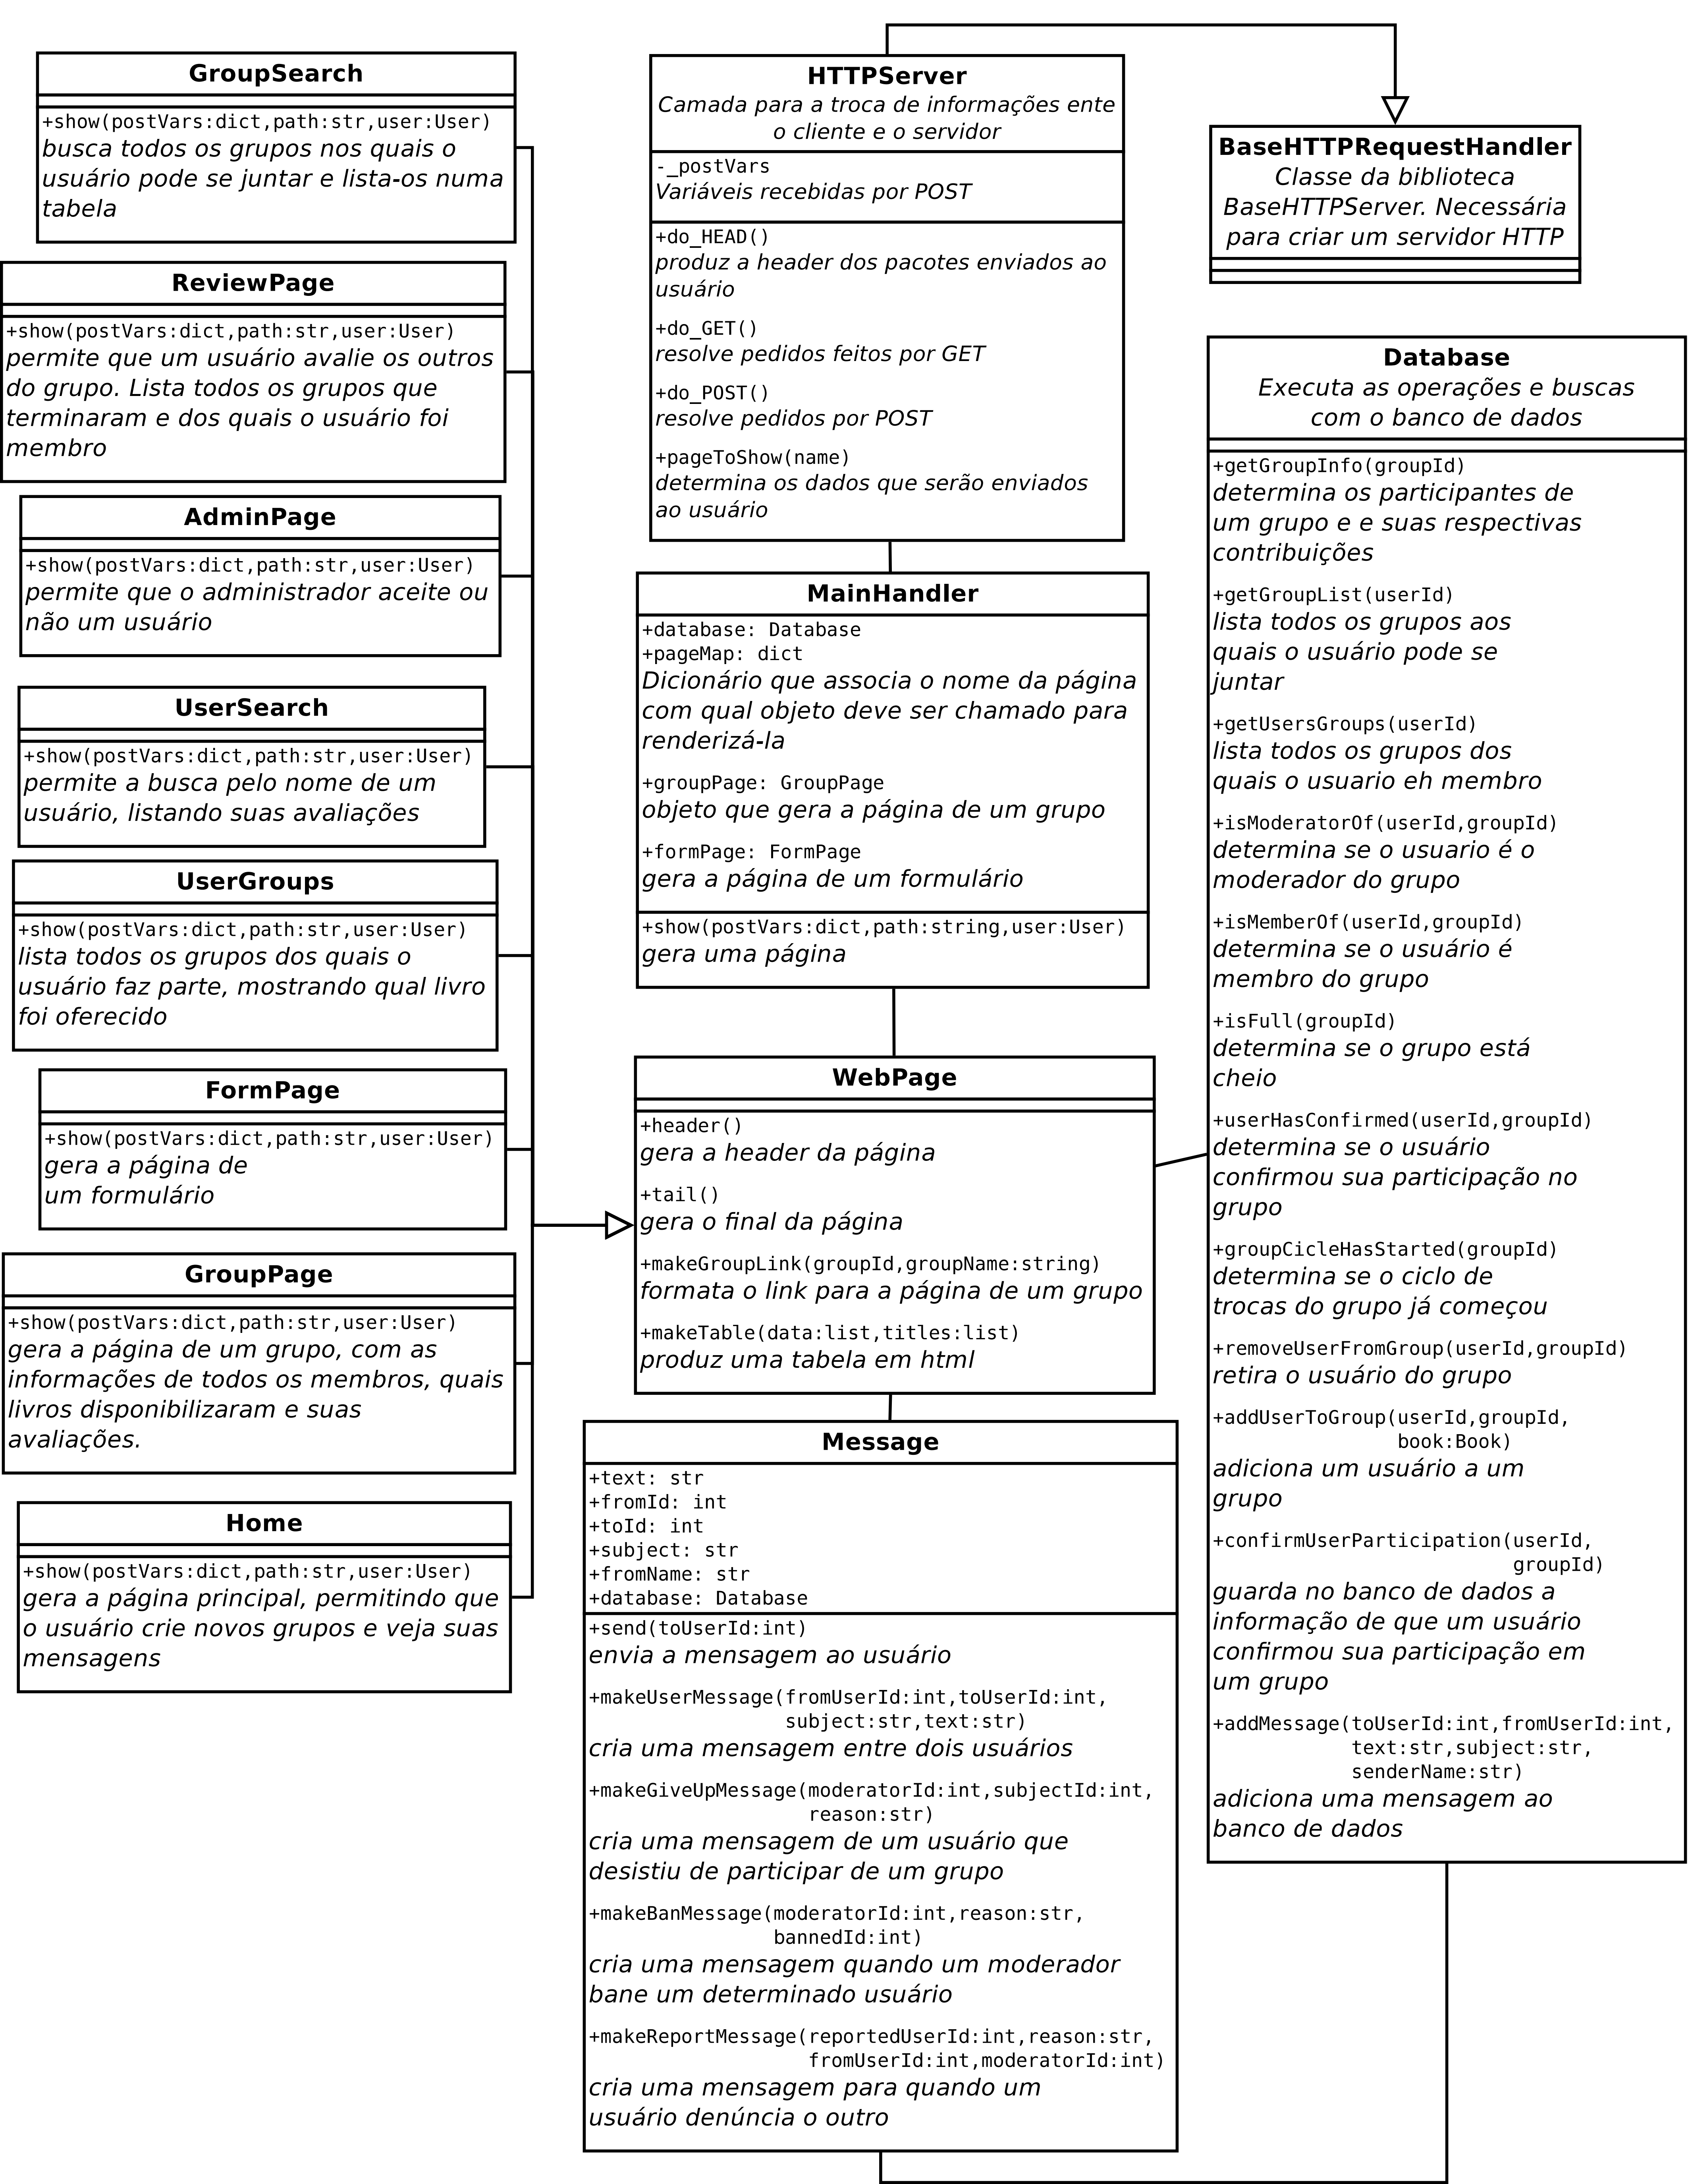 GroupSearch
+show(postVars:dict,path:str,user:User)
busca todos os grupos nos quais o
usuário pode se juntar e lista-os numa
tabela
ReviewPage
+show(postVars:dict,path:str,user:User)
permite que um usuário avalie os outros
do grupo. Lista todos os grupos que
terminaram e dos quais o usuário foi
membro
AdminPage
+show(postVars:dict,path:str,user:User)
permite que o administrador aceite ou
não um usuário
UserSearch
+show(postVars:dict,path:str,user:User)
permite a busca pelo nome de um
usuário, listando suas avaliações
UserGroups
+show(postVars:dict,path:str,user:User)
lista todos os grupos dos quais o
usuário faz parte, mostrando qual livro
foi oferecido
FormPage
+show(postVars:dict,path:str,user:User)
gera a página de
um formulário
GroupPage
+show(postVars:dict,path:str,user:User)
gera a página de um grupo, com as
informações de todos os membros, quais
livros disponibilizaram e suas
avaliações.
Home
+show(postVars:dict,path:str,user:User)
gera a página principal, permitindo que
o usuário crie novos grupos e veja suas
mensagens
HTTPServer
Camada para a troca de informações ente
o cliente e o servidor
-_postVars
Variáveis recebidas por POST
+do_HEAD()
produz a header dos pacotes enviados ao
usuário
+do_GET()
resolve pedidos feitos por GET
+do_POST()
resolve pedidos por POST
+pageToShow(name)
determina os dados que serão enviados
ao usuário
MainHandler
+database: Database
+pageMap: dict
Dicionário que associa o nome da página
com qual objeto deve ser chamado para
renderizá-la
+groupPage: GroupPage
objeto que gera a página de um grupo
+formPage: FormPage
gera a página de um formulário
+show(postVars:dict,path:string,user:User)
gera uma página
WebPage
+header()
gera a header da página
+tail()
gera o final da página
+makeGroupLink(groupId,groupName:string)
formata o link para a página de um grupo
+makeTable(data:list,titles:list)
produz uma tabela em html
Message
+text: str
+fromId: int
+toId: int
+subject: str
+fromName: str
+database: Database
+send(toUserId:int)
envia a mensagem ao usuário
+makeUserMessage(fromUserId:int,toUserId:int,
subject:str,text:str)
cria uma mensagem entre dois usuários
+makeGiveUpMessage(moderatorId:int,subjectId:int,
reason:str)
cria uma mensagem de um usuário que
desistiu de participar de um grupo
+makeBanMessage(moderatorId:int,reason:str,
bannedId:int)
cria uma mensagem quando um moderador
bane um determinado usuário
+makeReportMessage(reportedUserId:int,reason:str,
fromUserId:int,moderatorId:int)
cria uma mensagem para quando um
usuário denúncia o outro
BaseHTTPRequestHandler
Classe da biblioteca
BaseHTTPServer. Necessária
para criar um servidor HTTP
Database
Executa as operações e buscas
com o banco de dados
+getGroupInfo(groupId)
determina os participantes de
um grupo e e suas respectivas
contribuições
+getGroupList(userId)
lista todos os grupos aos
quais o usuário pode se
juntar
+getUsersGroups(userId)
lista todos os grupos dos
quais o usuario eh membro
+isModeratorOf(userId,groupId)
determina se o usuario é o
moderador do grupo
+isMemberOf(userId,groupId)
determina se o usuário é
membro do grupo
+isFull(groupId)
determina se o grupo está
cheio
+userHasConfirmed(userId,groupId)
determina se o usuário
confirmou sua participação no
grupo
+groupCicleHasStarted(groupId)
determina se o ciclo de
trocas do grupo já começou
+removeUserFromGroup(userId,groupId)
retira o usuário do grupo
+addUserToGroup(userId,groupId,
book:Book)
adiciona um usuário a um
grupo
+confirmUserParticipation(userId,
groupId)
guarda no banco de dados a
informação de que um usuário
confirmou sua participação em
um grupo
+addMessage(toUserId:int,fromUserId:int,
text:str,subject:str,
senderName:str)
adiciona uma mensagem ao
banco de dados